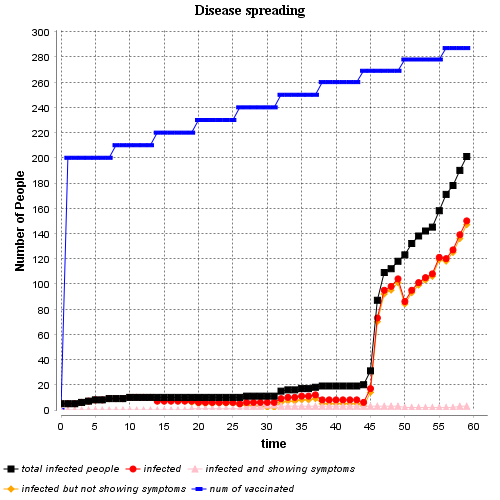 Disease spreading
300
280
260
240
220
200
180
160
140
120
100
80
60
40
20
0
Number of People
0 5 10 15 20 25 30 35 40 45 50 55 60
time
total infected people infected infected and showing symptoms
infected but not showing symptoms num of vaccinated